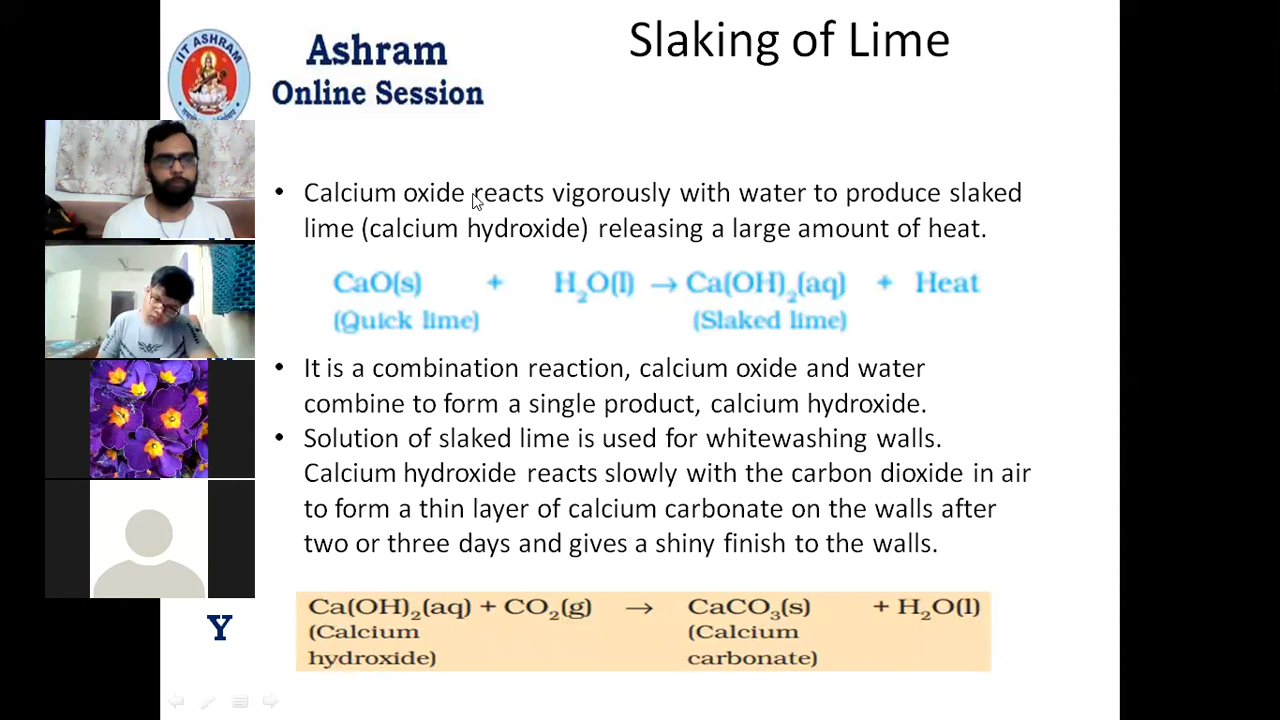 IIT ASHRAM
Ashram
Online Session
Slaking of Lime
• Calcium oxide reacts vigorously with water to produce slaked
lime (calcium hydroxide) releasing a large amount of heat.
CaO(s) + H₂O(l) → Ca(OH)₂(aq) + Heat
(Quick lime) (Slaked lime)
• It is a combination reaction, calcium oxide and water
combine to form a single product, calcium hydroxide.
• Solution of slaked lime is used for whitewashing walls.
Calcium hydroxide reacts slowly with the carbon dioxide in air
to form a thin layer of calcium carbonate on the walls after
two or three days and gives a shiny finish to the walls.
Y
Ca(OH)₂(aq) + CO₂(g) → CaCO₃(s) + H₂O(l)
(Calcium (Calcium
hydroxide) carbonate)